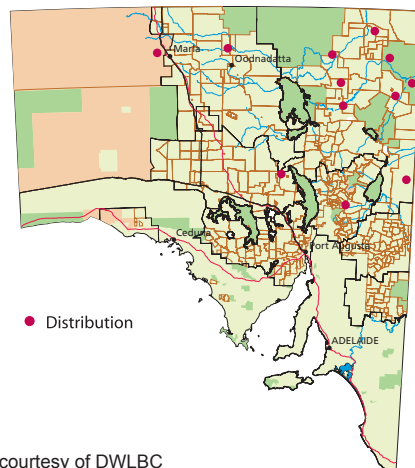 Marla
Oodnadatta
Ceduna
Port Augusta
Distribution
ADELAIDE
courtesy of DWLBC